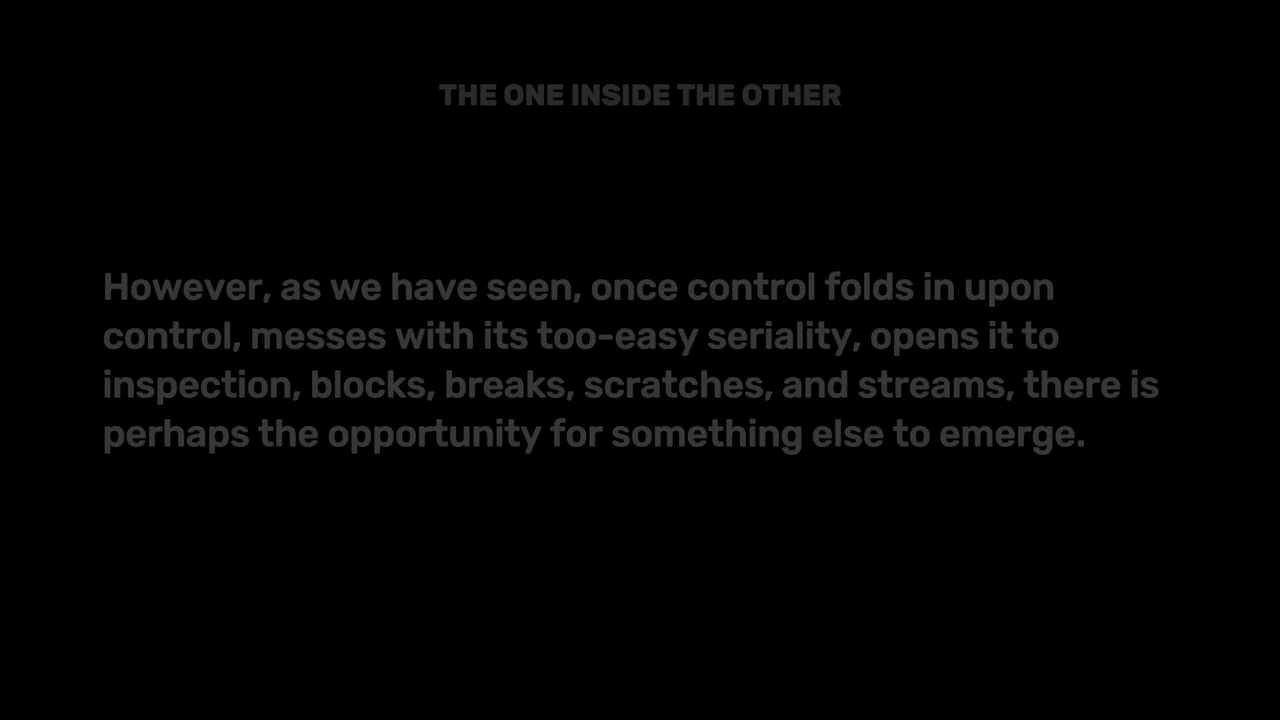 THE ONE INSIDE THE OTHER
However, as we have seen, once control folds in upon
control, messes with its too-easy seriality, opens it to
inspection, blocks, breaks, scratches, and streams, there is
perhaps the opportunity for something else to emerge.